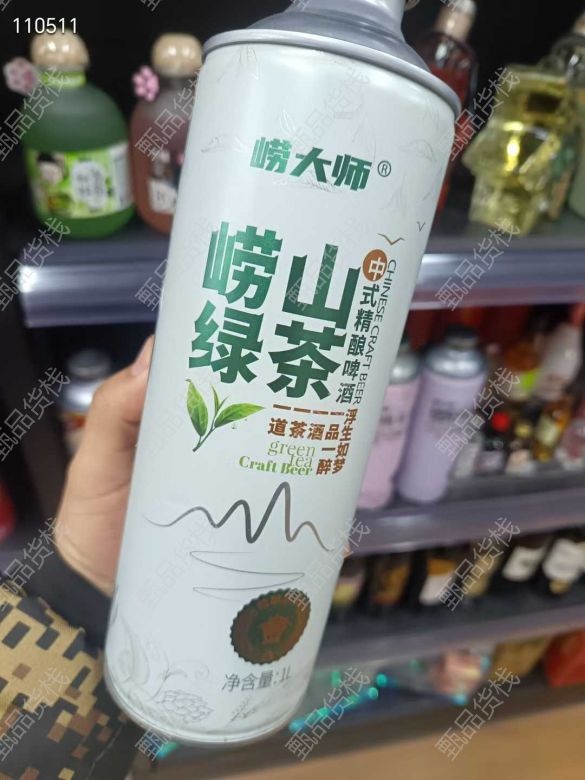 110511
崂大师®
崂山
绿茶
中式精酿啤酒
CHINESE CRAFT BEER
浮生如梦
一醉
品
酒
茶
道
green
tea
Craft Beer
净含量:1L
甄品货栈